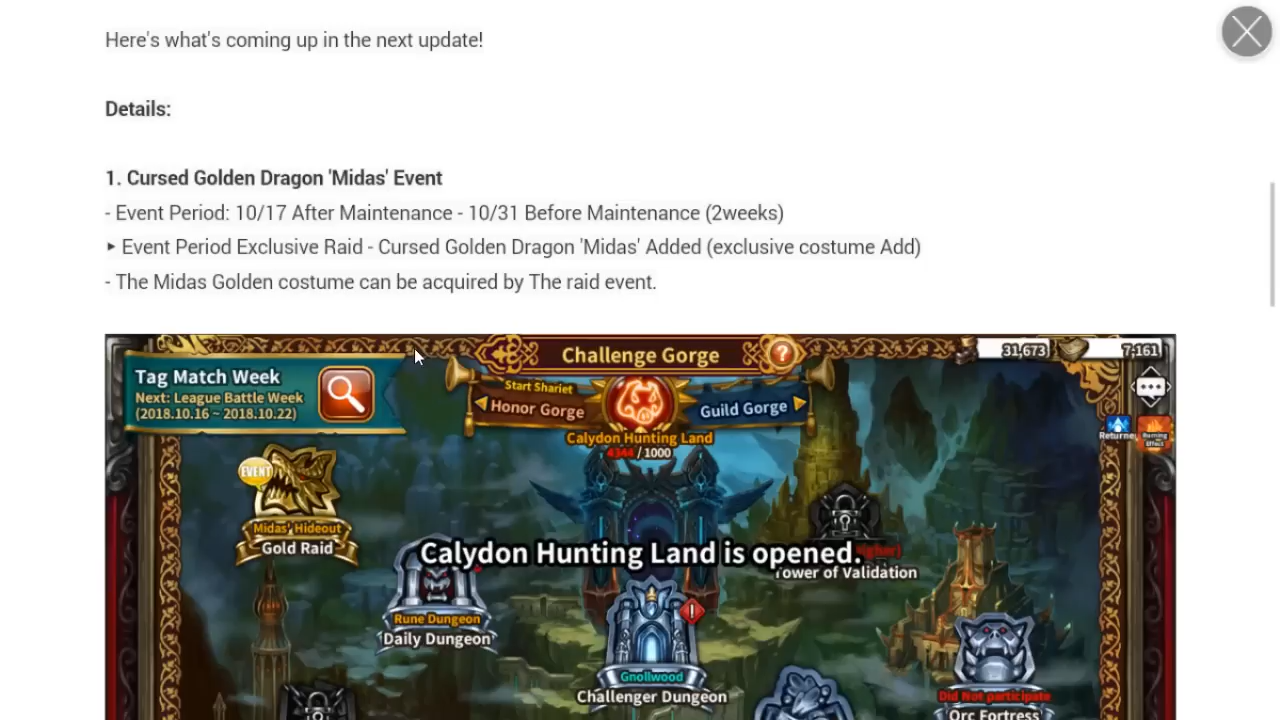 Here's what's coming up in the next update!
Details:
1. Cursed Golden Dragon 'Midas' Event
- Event Period: 10/17 After Maintenance - 10/31 Before Maintenance (2weeks)
‣ Event Period Exclusive Raid - Cursed Golden Dragon 'Midas' Added (exclusive costume Add)
- The Midas Golden costume can be acquired by The raid event.
Challenge Gorge
?
31,673
7,161
Tag Match Week
Next: League Battle Week
(2018.10.16 ~ 2018.10.22)
Start Shariet
Honor Gorge
Guild Gorge
Calydon Hunting Land
4344 / 1000
Returne
Burning
Effect
EVENT
Midas' Hideout
Gold Raid
Calydon Hunting Land is opened.
Tower of Validation
Rune Dungeon
Daily Dungeon
Gnollwood
Challenger Dungeon
Did Not participate
Orc Fortress